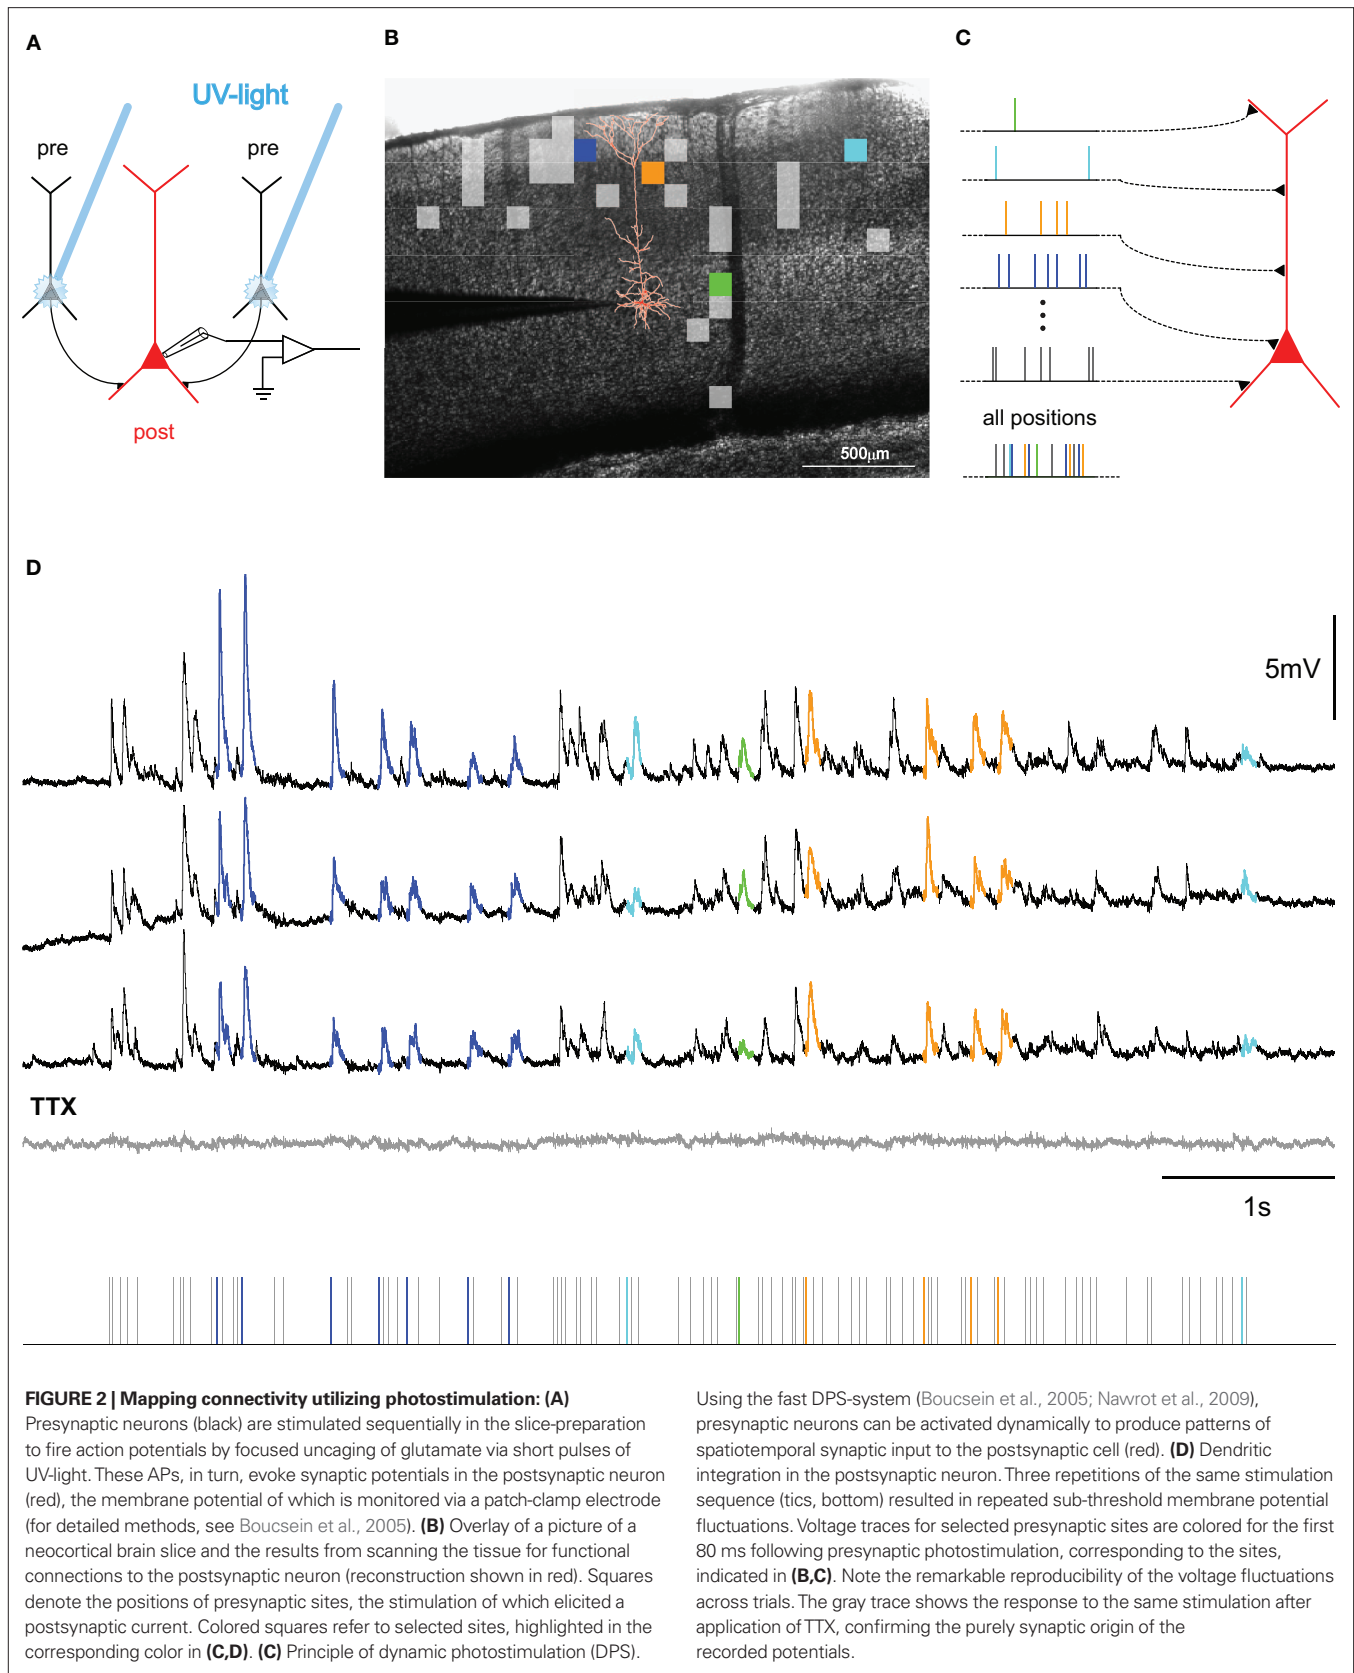 A
B
C
UV-light
pre
pre
post
500µm
all positions
D
5mV
TTX
1s
FIGURE 2 | Mapping connectivity utilizing photostimulation: (A)
Presynaptic neurons (black) are stimulated sequentially in the slice-preparation
to fire action potentials by focused uncaging of glutamate via short pulses of
UV-light. These APs, in turn, evoke synaptic potentials in the postsynaptic neuron
(red), the membrane potential of which is monitored via a patch-clamp electrode
(for detailed methods, see Boucsein et al., 2005). (B) Overlay of a picture of a
neocortical brain slice and the results from scanning the tissue for functional
connections to the postsynaptic neuron (reconstruction shown in red). Squares
denote the positions of presynaptic sites, the stimulation of which elicited a
postsynaptic current. Colored squares refer to selected sites, highlighted in the
corresponding color in (C,D). (C) Principle of dynamic photostimulation (DPS).
Using the fast DPS-system (Boucsein et al., 2005; Nawrot et al., 2009),
presynaptic neurons can be activated dynamically to produce patterns of
spatiotemporal synaptic input to the postsynaptic cell (red). (D) Dendritic
integration in the postsynaptic neuron. Three repetitions of the same stimulation
sequence (tics, bottom) resulted in repeated sub-threshold membrane potential
fluctuations. Voltage traces for selected presynaptic sites are colored for the first
80 ms following presynaptic photostimulation, corresponding to the sites,
indicated in (B,C). Note the remarkable reproducibility of the voltage fluctuations
across trials. The gray trace shows the response to the same stimulation after
application of TTX, confirming the purely synaptic origin of the
recorded potentials.